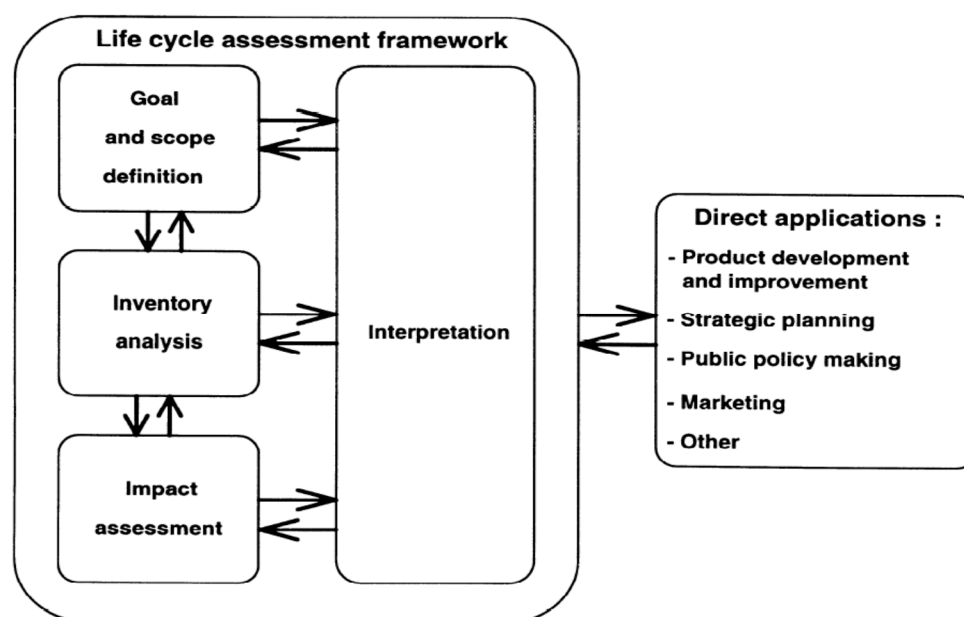 Life cycle assessment framework
Goal
and scope
definition
Inventory
analysis
Impact
assessment
Interpretation
Direct applications :
- Product development
and improvement
- Strategic planning
- Public policy making
- Marketing
- Other